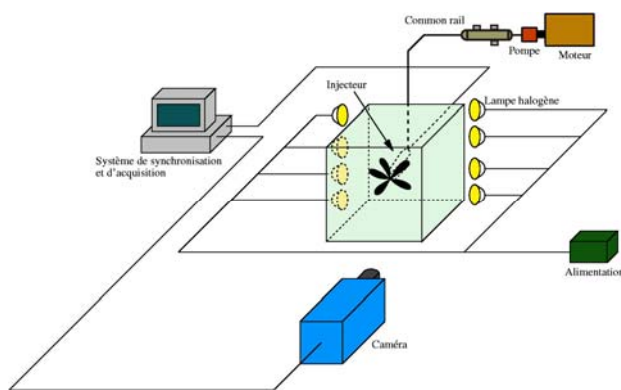 Common rail
Pompe
Moteur
Injecteur
Lampe halogène
Système de synchronisation
et d'acquisition
Alimentation
Caméra